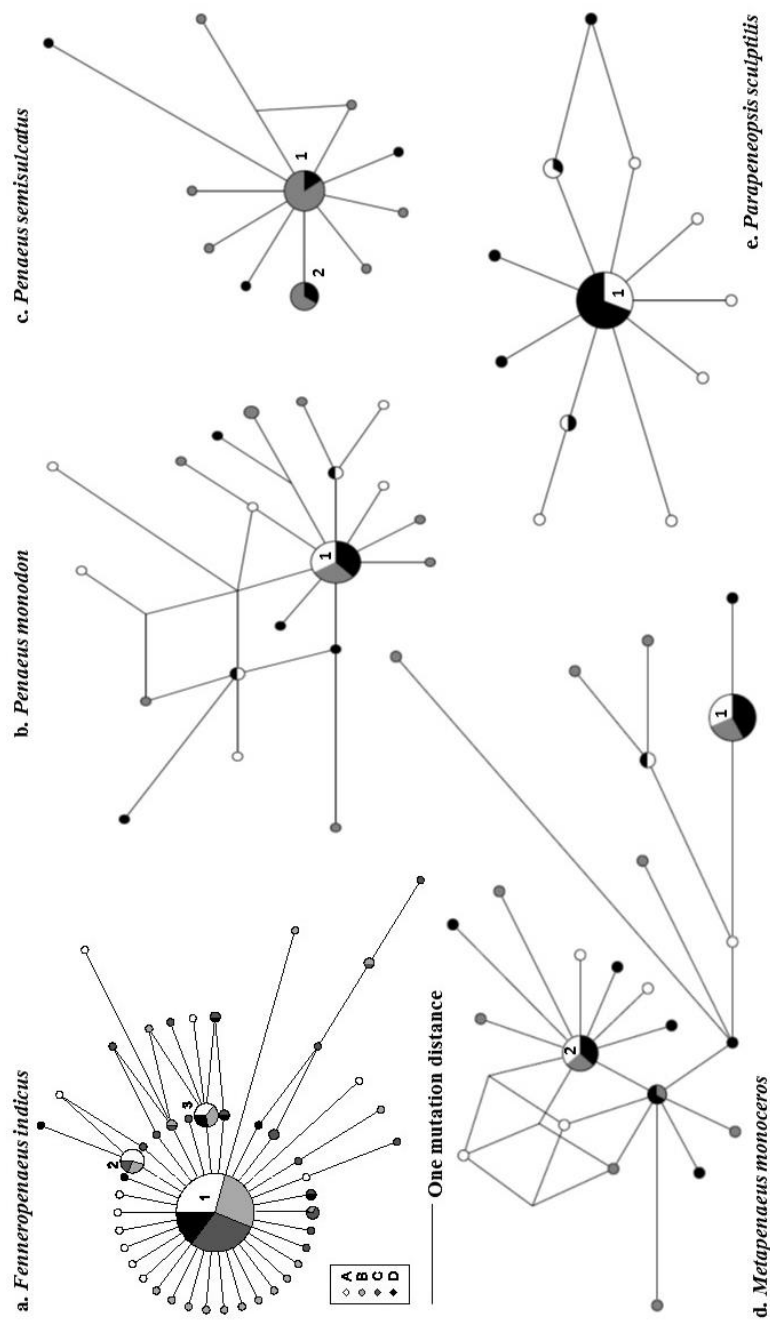 a. Fenneropenaeus indicus
2
3
1
A
B
C
D
One mutation distance
b. Penaeus monodon
1
c. Penaeus semisulcatus
1
2
d. Metapenaeus monoceros
2
1
e. Parapeneopsis sculptilis
1